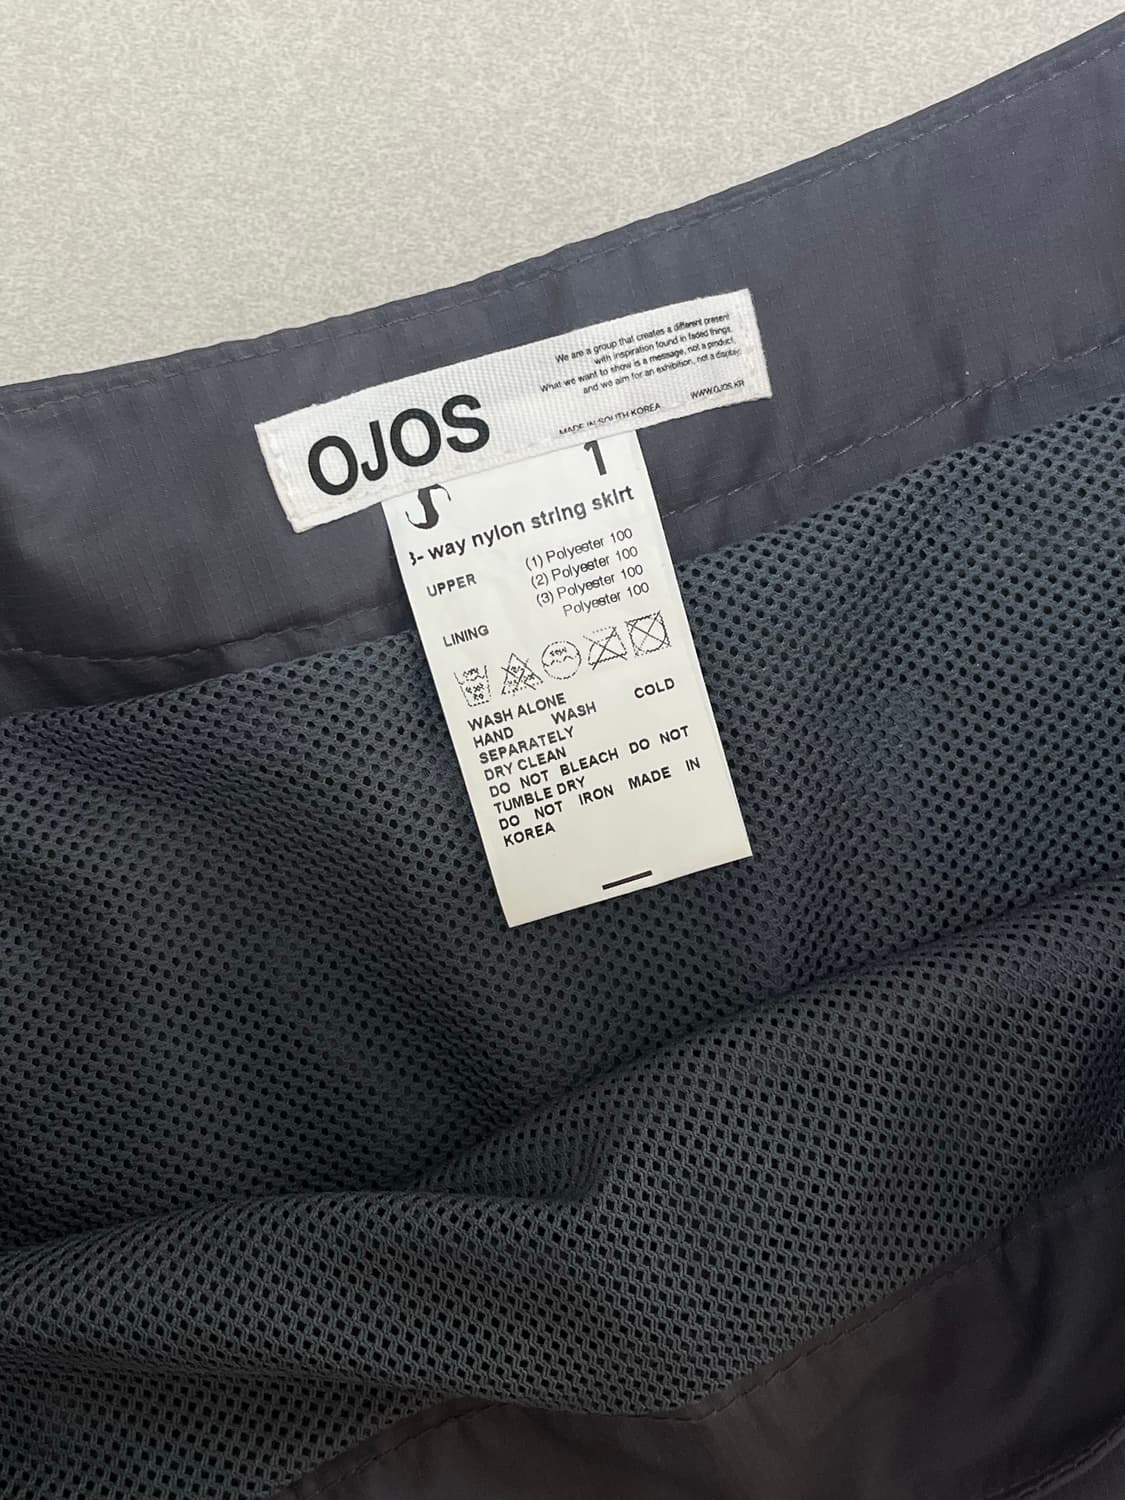 We are a group that creates a different present
with inspiration found in faded things.
What we want to show is a message, not a product,
and we aim for an exhibition, not a display.
OJOS
MADE IN SOUTH KOREA WWW.OJOS.KR
1
3- way nylon string skirt
UPPER (1) Polyester 100
(2) Polyester 100
(3) Polyester 100
LINING Polyester 100
WASH ALONE COLD
HAND WASH
SEPARATELY
DRY CLEAN
DO NOT BLEACH DO NOT
TUMBLE DRY
DO NOT IRON MADE IN
KOREA